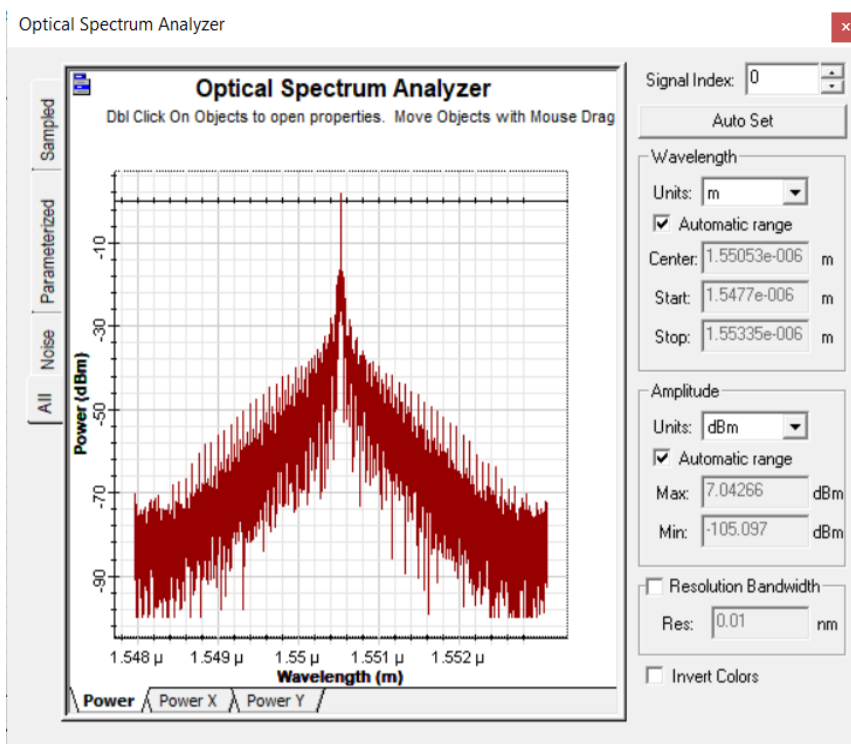 Optical Spectrum Analyzer
x
Sampled
Parameterized
Noise
All
Optical Spectrum Analyzer
Dbl Click On Objects to open properties. Move Objects with Mouse Drag
Power (dBm)
-10
-30
-50
-70
-90
1.548 µ 1.549 µ 1.55 µ 1.551 µ 1.552 µ
Wavelength (m)
Power Power X Power Y
Signal Index: 0
Auto Set
Wavelength
Units: m
Automatic range
Center: 1.55053e-006 m
Start: 1.5477e-006 m
Stop: 1.55335e-006 m
Amplitude
Units: dBm
Automatic range
Max: 7.04266 dBm
Min: -105.097 dBm
Resolution Bandwidth
Res: 0.01 nm
Invert Colors